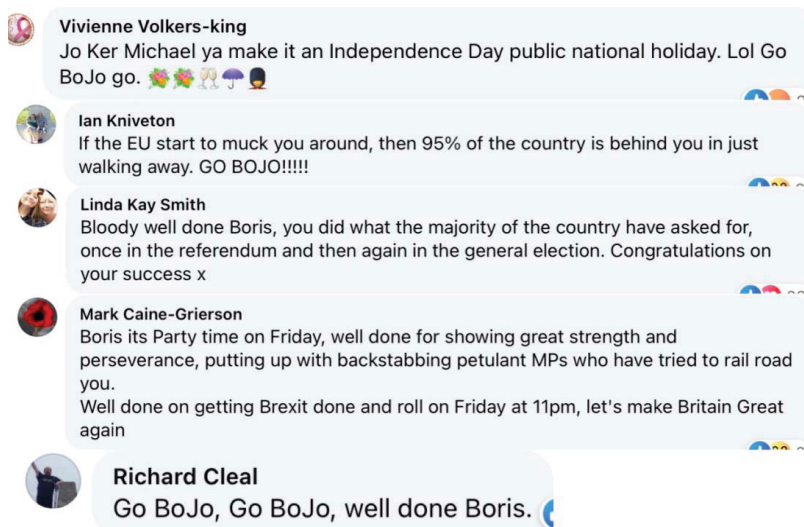 Vivienne Volkers-king
Jo Ker Michael ya make it an Independence Day public national holiday. Lol Go
BoJo go. 💐💐🥂☂️💂
Ian Kniveton
If the EU start to muck you around, then 95% of the country is behind you in just
walking away. GO BOJO!!!!!
Linda Kay Smith
Bloody well done Boris, you did what the majority of the country have asked for,
once in the referendum and then again in the general election. Congratulations on
your success x
Mark Caine-Grierson
Boris its Party time on Friday, well done for showing great strength and
perseverance, putting up with backstabbing petulant MPs who have tried to rail road
you.
Well done on getting Brexit done and roll on Friday at 11pm, let's make Britain Great
again
Richard Cleal
Go BoJo, Go BoJo, well done Boris.